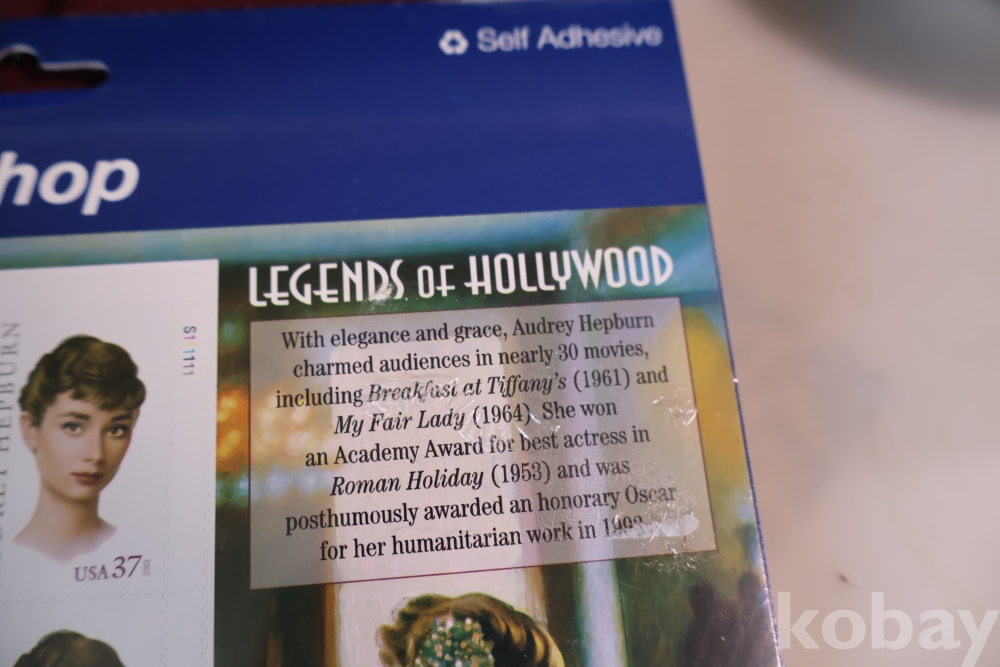 Self Adhesive
hop
LEGENDS OF HOLLYWOOD
With elegance and grace, Audrey Hepburn
charmed audiences in nearly 30 movies,
including Breakfast at Tiffany's (1961) and
My Fair Lady (1964). She won
an Academy Award for best actress in
Roman Holiday (1953) and was
posthumously awarded an honorary Oscar
for her humanitarian work in
HEPBURN
S11111
USA 37
2003
kobay